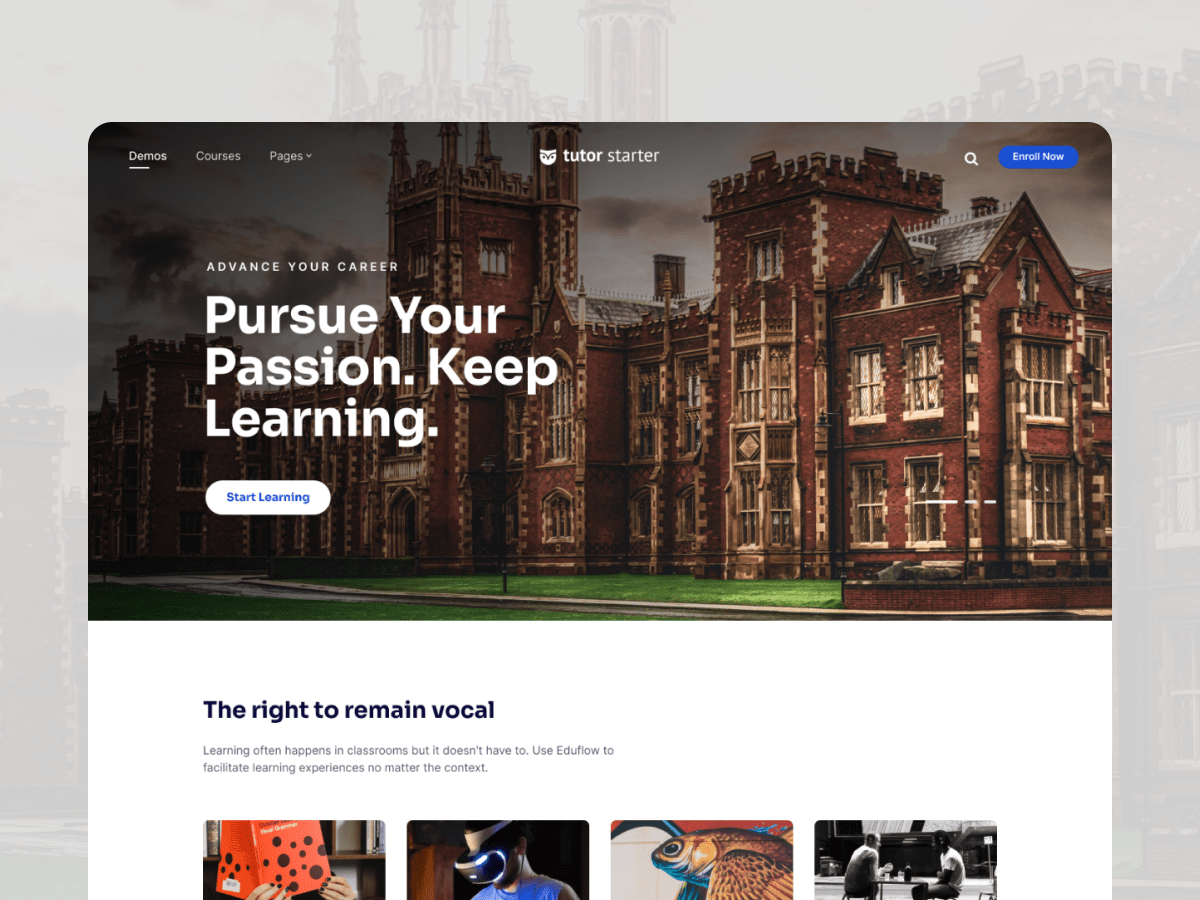 Demos Courses Pages tutor starter Enroll Now
ADVANCE YOUR CAREER
Pursue Your
Passion. Keep
Learning.
Start Learning
The right to remain vocal
Learning often happens in classrooms but it doesn't have to. Use Eduflow to
facilitate learning experiences no matter the context.
Your Grammar